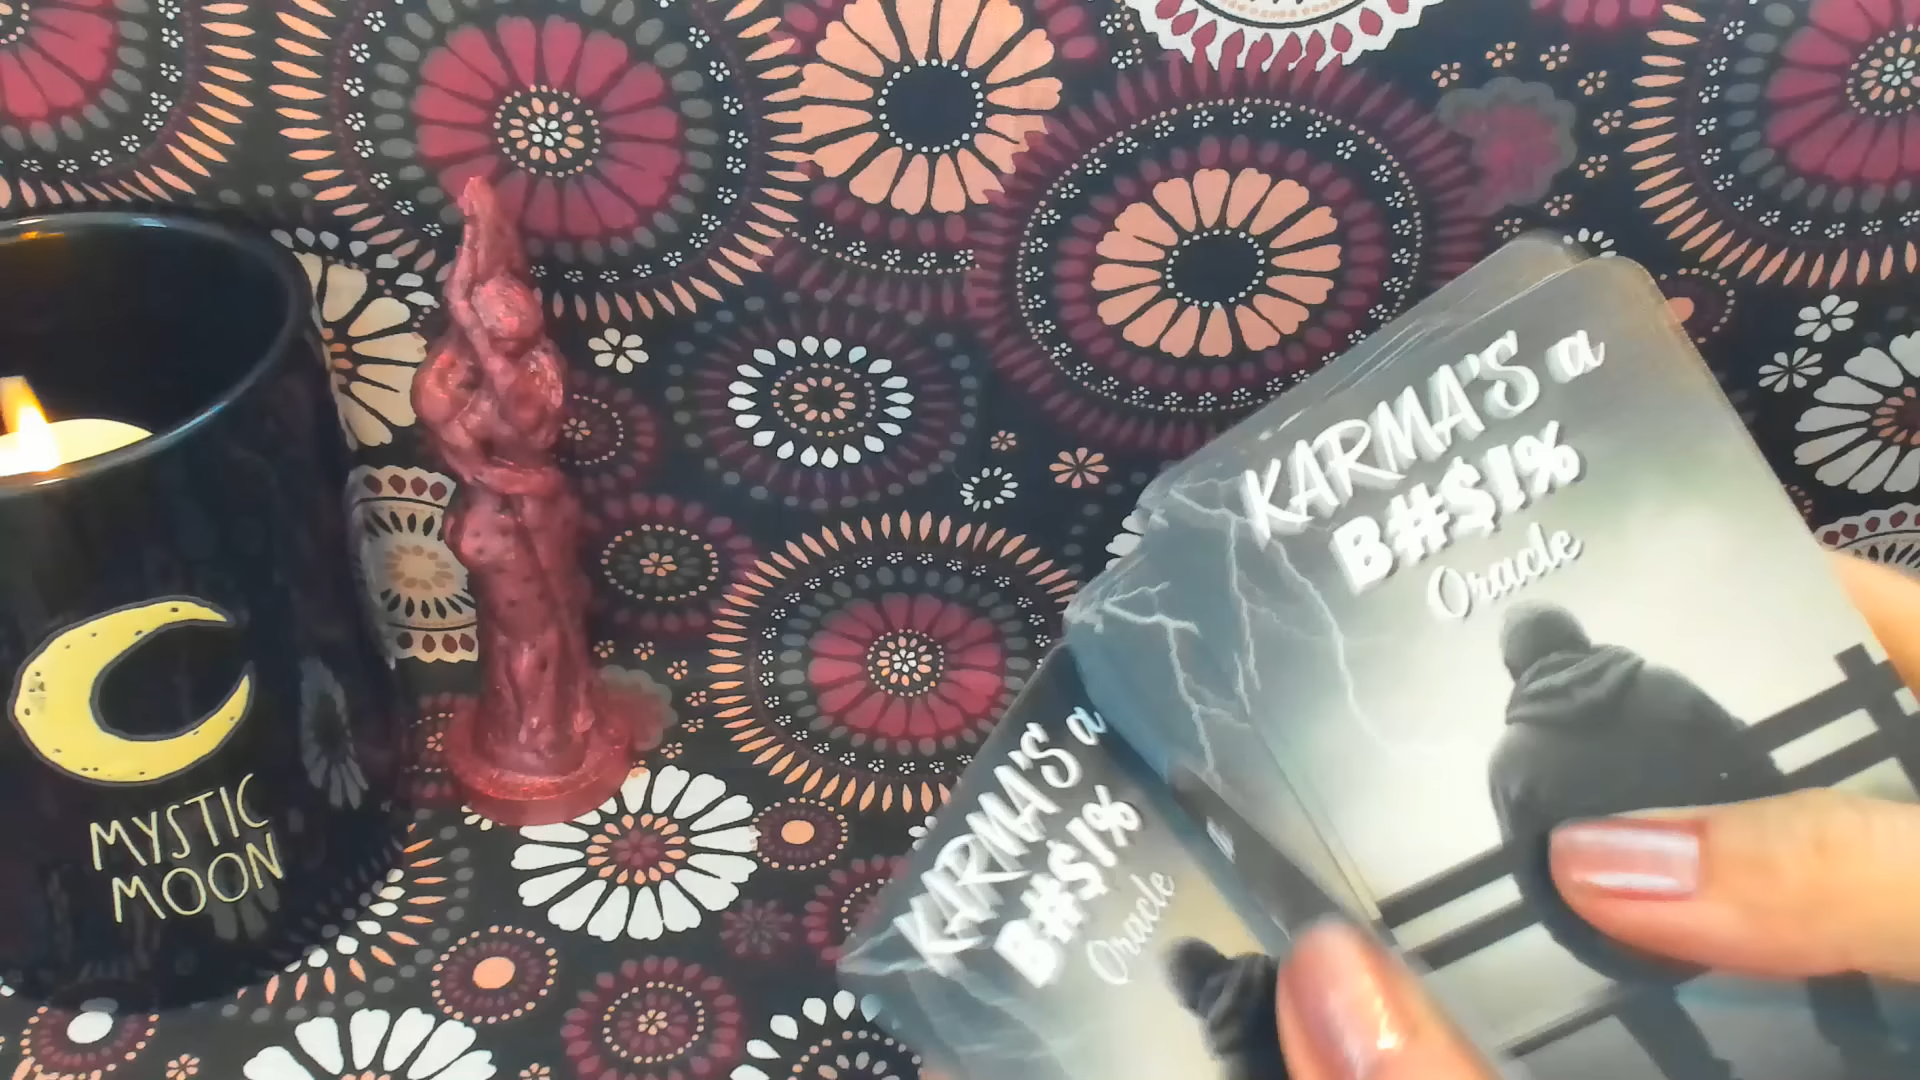 MYSTIC
MOON
KARMA'S a
B#$!%
Oracle
KARMA'S a
B#$!%
Oracle